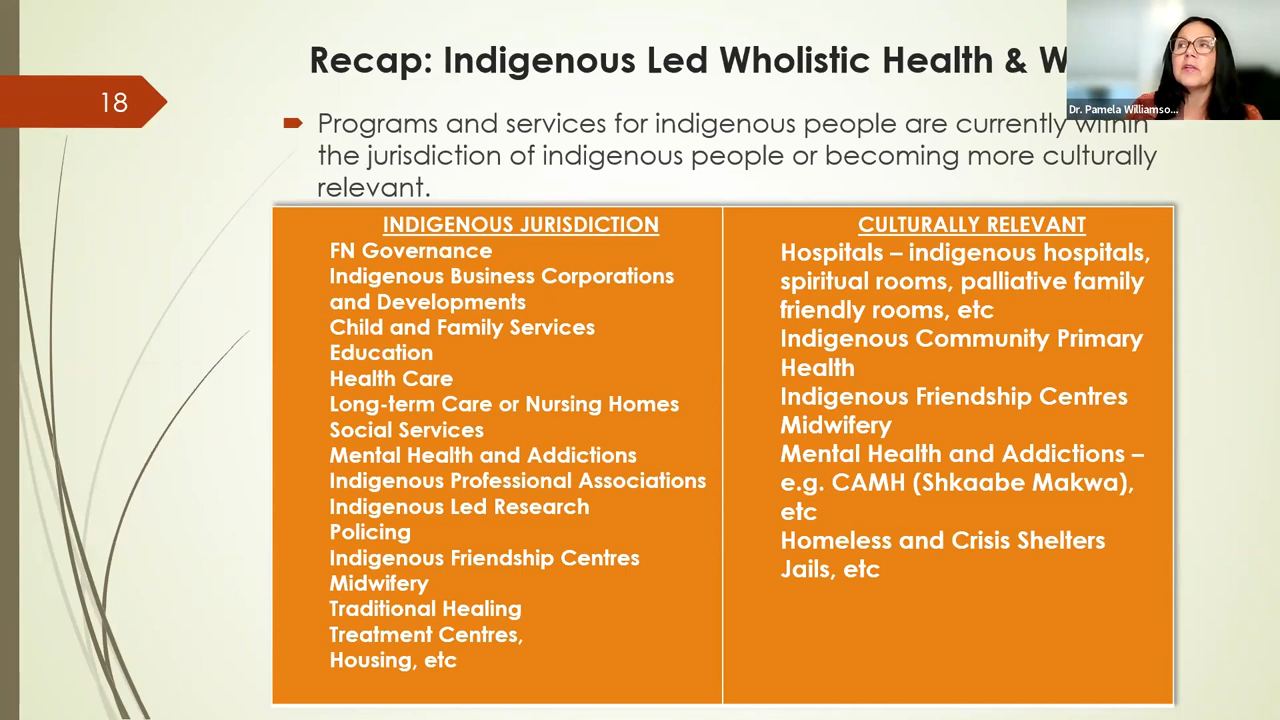 Recap: Indigenous Led Wholistic Health & W
18
Dr. Pamela Williamso...
Programs and services for indigenous people are currently within
the jurisdiction of indigenous people or becoming more culturally
relevant.
INDIGENOUS JURISDICTION
FN Governance
Indigenous Business Corporations
and Developments
Child and Family Services
Education
Health Care
Long-term Care or Nursing Homes
Social Services
Mental Health and Addictions
Indigenous Professional Associations
Indigenous Led Research
Policing
Indigenous Friendship Centres
Midwifery
Traditional Healing
Treatment Centres,
Housing, etc
CULTURALLY RELEVANT
Hospitals – indigenous hospitals,
spiritual rooms, palliative family
friendly rooms, etc
Indigenous Community Primary
Health
Indigenous Friendship Centres
Midwifery
Mental Health and Addictions –
e.g. CAMH (Shkaabe Makwa),
etc
Homeless and Crisis Shelters
Jails, etc